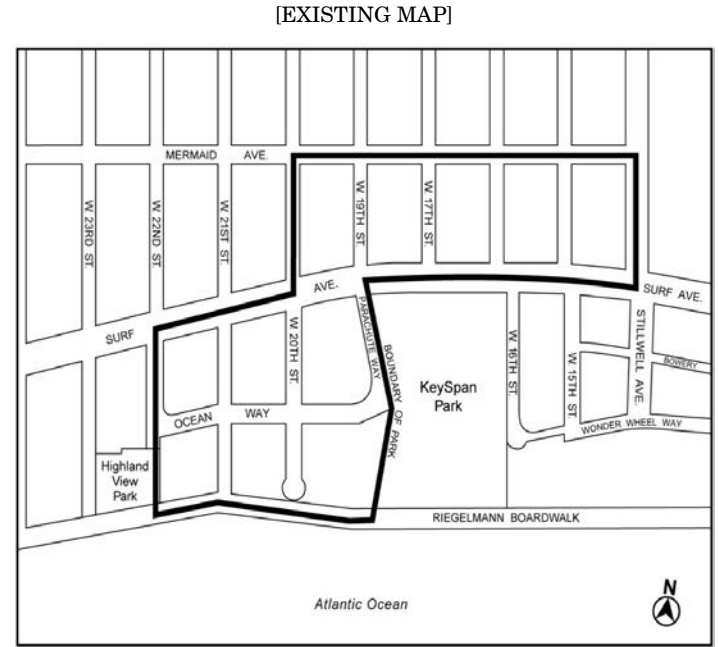 [EXISTING MAP]
MERMAID AVE.
W. 23RD ST.
W. 22ND ST.
W. 21ST ST.
W. 19TH ST.
W. 17TH ST.
SURF AVE.
SURF AVE.
W. 20TH ST.
PARACHUTE WAY
BOUNDARY OF PARK
KeySpan
Park
W. 16TH ST.
W. 15TH ST.
STILLWELL AVE.
BOWERY
WONDER WHEEL WAY
OCEAN WAY
Highland
View
Park
RIEGELMANN BOARDWALK
Atlantic Ocean
N